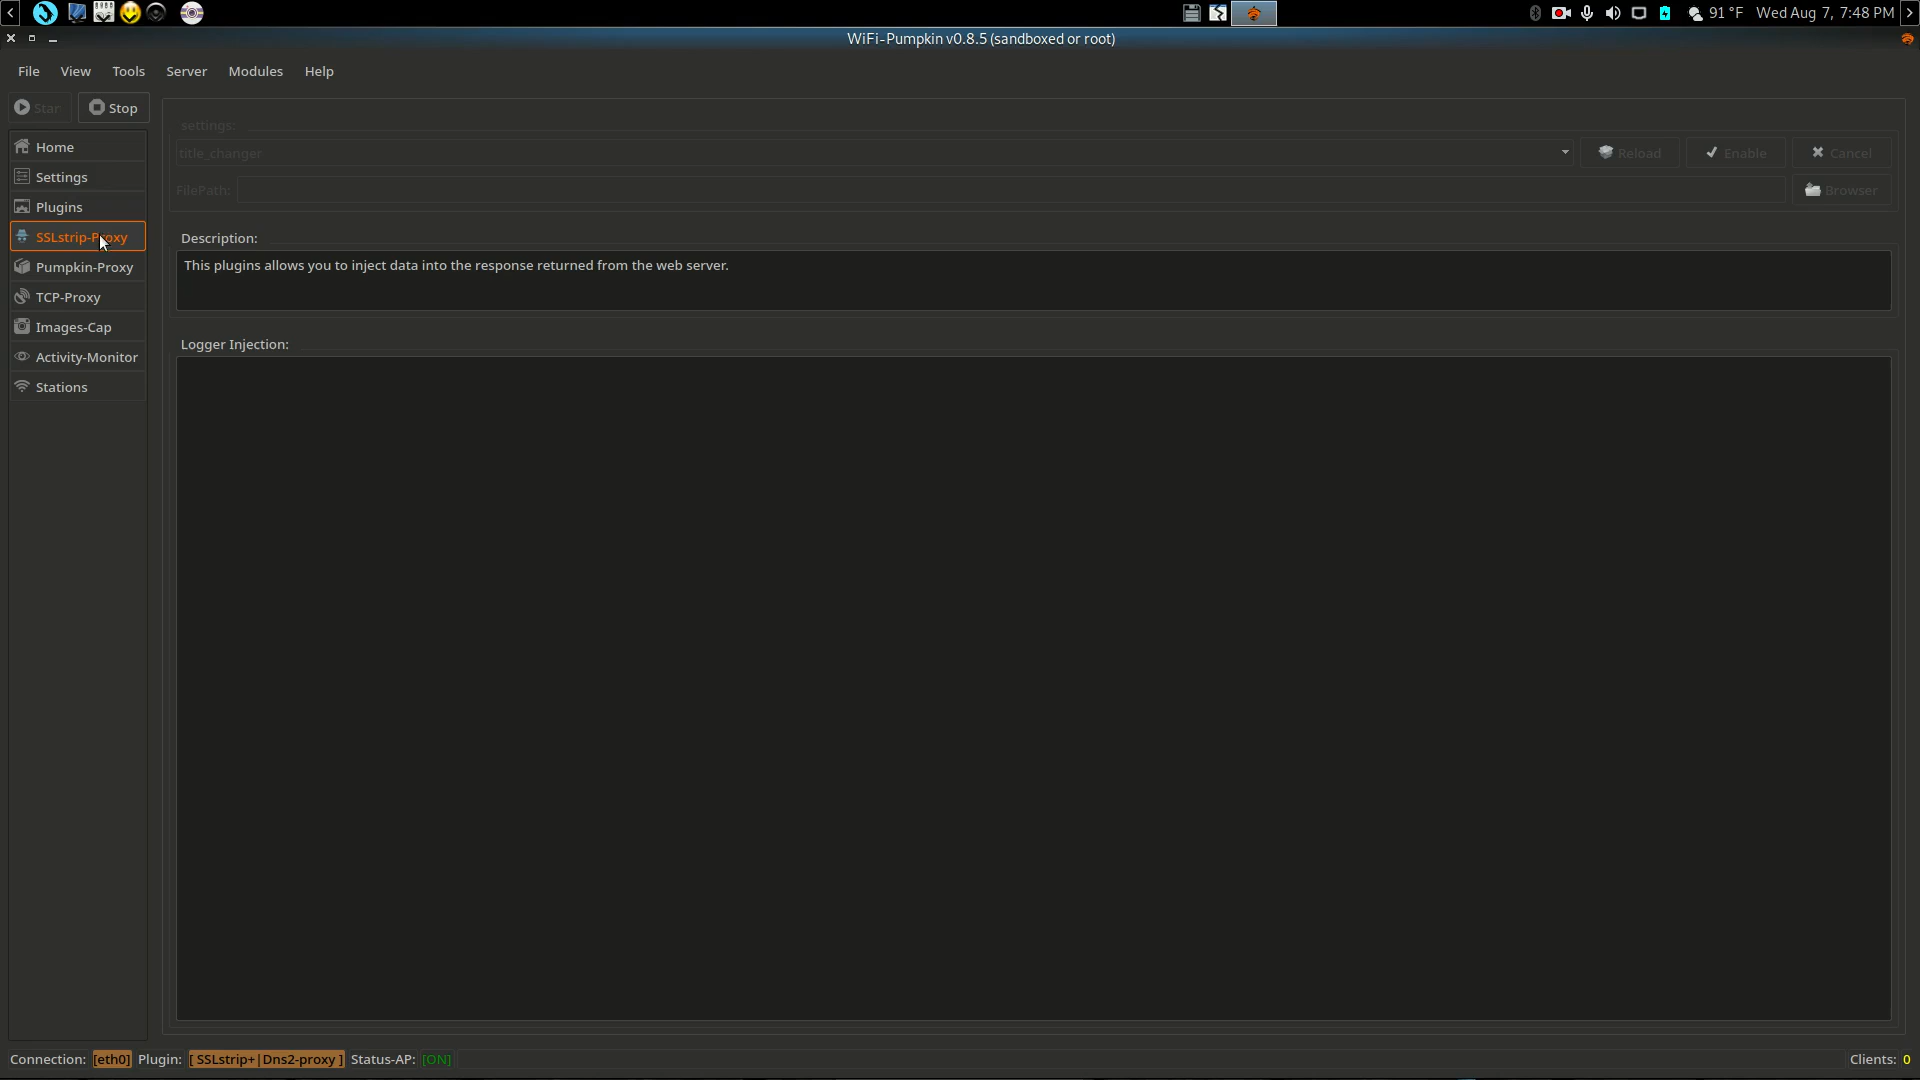 91 °F Wed Aug 7, 7:48 PM
WiFi-Pumpkin v0.8.5 (sandboxed or root)
File View Tools Server Modules Help
Star Stop
Home
Settings
Plugins
SSLstrip-Proxy
Pumpkin-Proxy
TCP-Proxy
Images-Cap
Activity-Monitor
Stations
settings:
title_changer Reload Enable Cancel
FilePath: Browser
Description:
This plugins allows you to inject data into the response returned from the web server.
Logger Injection:
Connection: [eth0] Plugin: [ SSLstrip+|Dns2-proxy ] Status-AP: [ON] Clients: 0